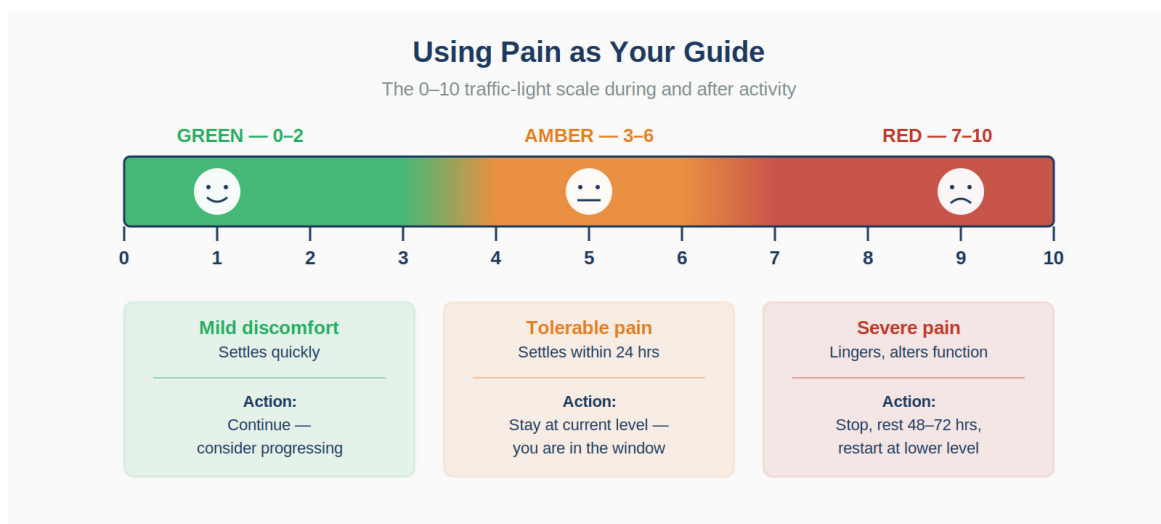 Using Pain as Your Guide
The 0–10 traffic-light scale during and after activity
GREEN — 0–2
AMBER — 3–6
RED — 7–10
0 1 2 3 4 5 6 7 8 9 10
Mild discomfort
Settles quickly
Action:
Continue —
consider progressing
Tolerable pain
Settles within 24 hrs
Action:
Stay at current level —
you are in the window
Severe pain
Lingers, alters function
Action:
Stop, rest 48–72 hrs,
restart at lower level